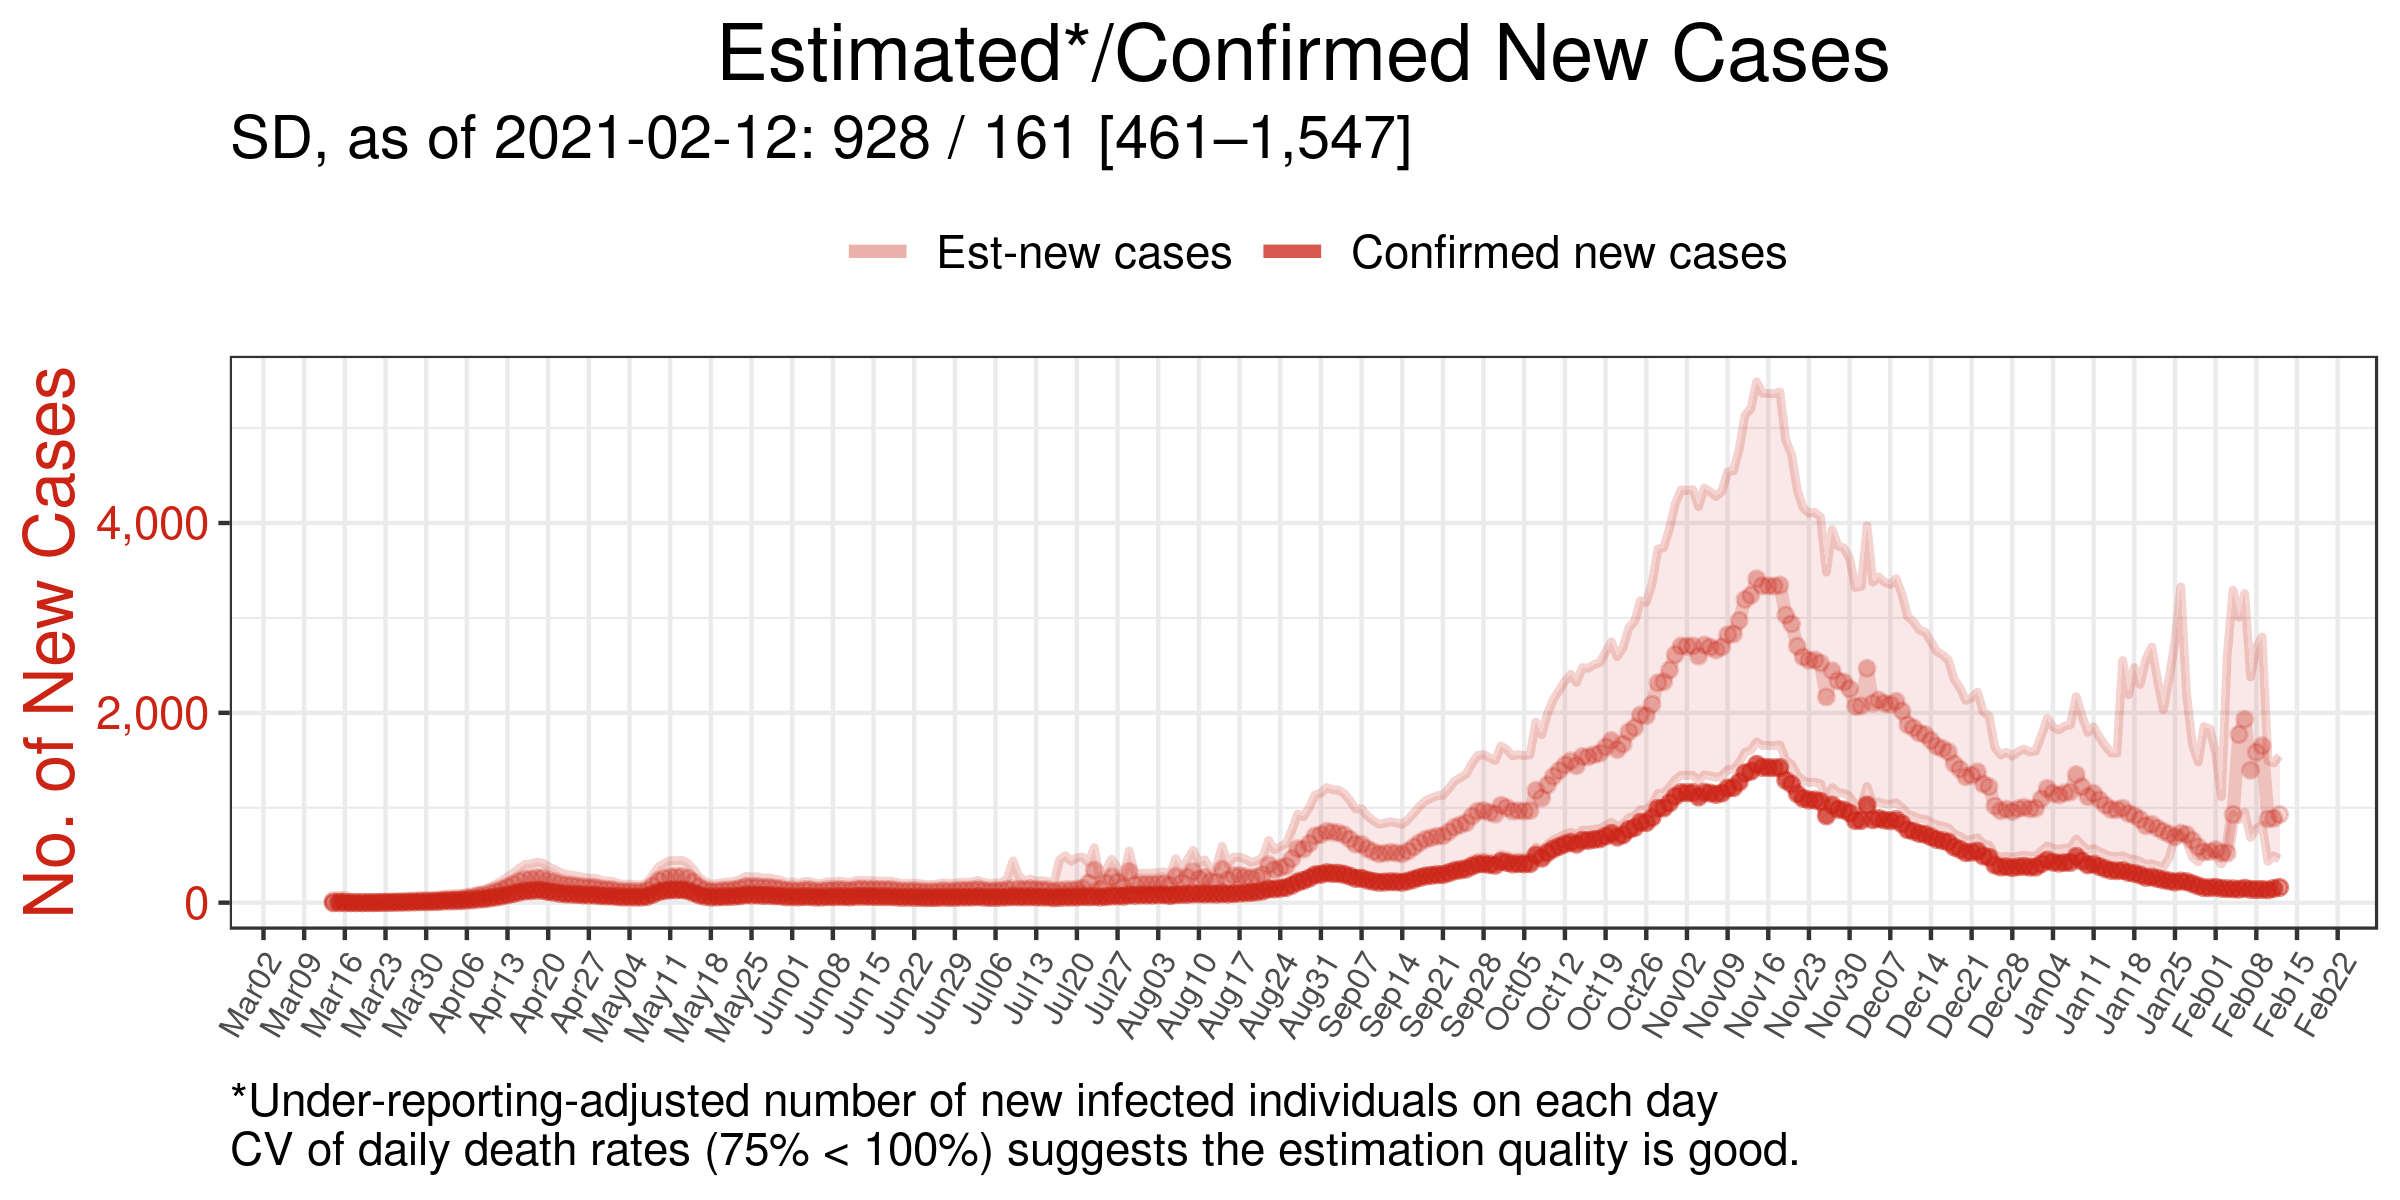 Estimated*/Confirmed New Cases
SD, as of 2021-02-12: 928 / 161 [461–1,547]
Est-new cases Confirmed new cases
No. of New Cases
4,000
2,000
0
Mar02 Mar09 Mar16 Mar23 Mar30 Apr06 Apr13 Apr20 Apr27 May04 May11 May18 May25 Jun01 Jun08 Jun15 Jun22 Jun29 Jul06 Jul13 Jul20 Jul27 Aug03 Aug10 Aug17 Aug24 Aug31 Sep07 Sep14 Sep21 Sep28 Oct05 Oct12 Oct19 Oct26 Nov02 Nov09 Nov16 Nov23 Nov30 Dec07 Dec14 Dec21 Dec28 Jan04 Jan11 Jan18 Jan25 Feb01 Feb08 Feb15 Feb22
*Under-reporting-adjusted number of new infected individuals on each day
CV of daily death rates (75% < 100%) suggests the estimation quality is good.